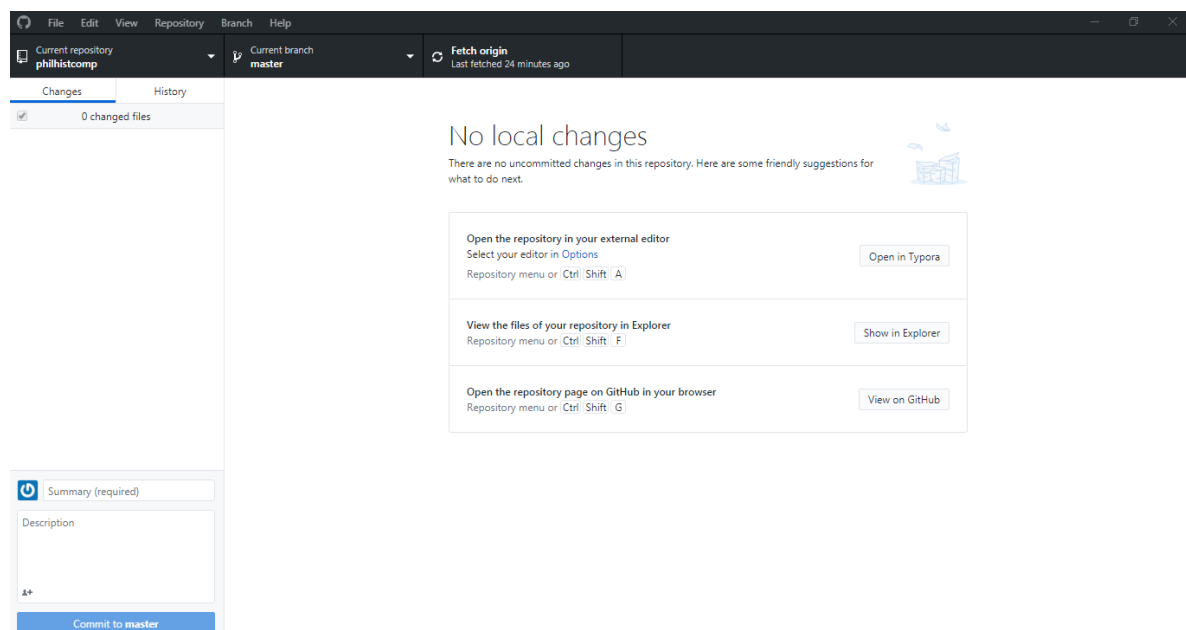 File Edit View Repository Branch Help
Current repository
philhistcomp
Current branch
master
Fetch origin
Last fetched 24 minutes ago
Changes History
0 changed files
No local changes
There are no uncommitted changes in this repository. Here are some friendly suggestions for
what to do next.
Open the repository in your external editor
Select your editor in Options
Repository menu or Ctrl Shift A
Open in Typora
View the files of your repository in Explorer
Repository menu or Ctrl Shift F
Show in Explorer
Open the repository page on GitHub in your browser
Repository menu or Ctrl Shift G
View on GitHub
Summary (required)
Description
Commit to master